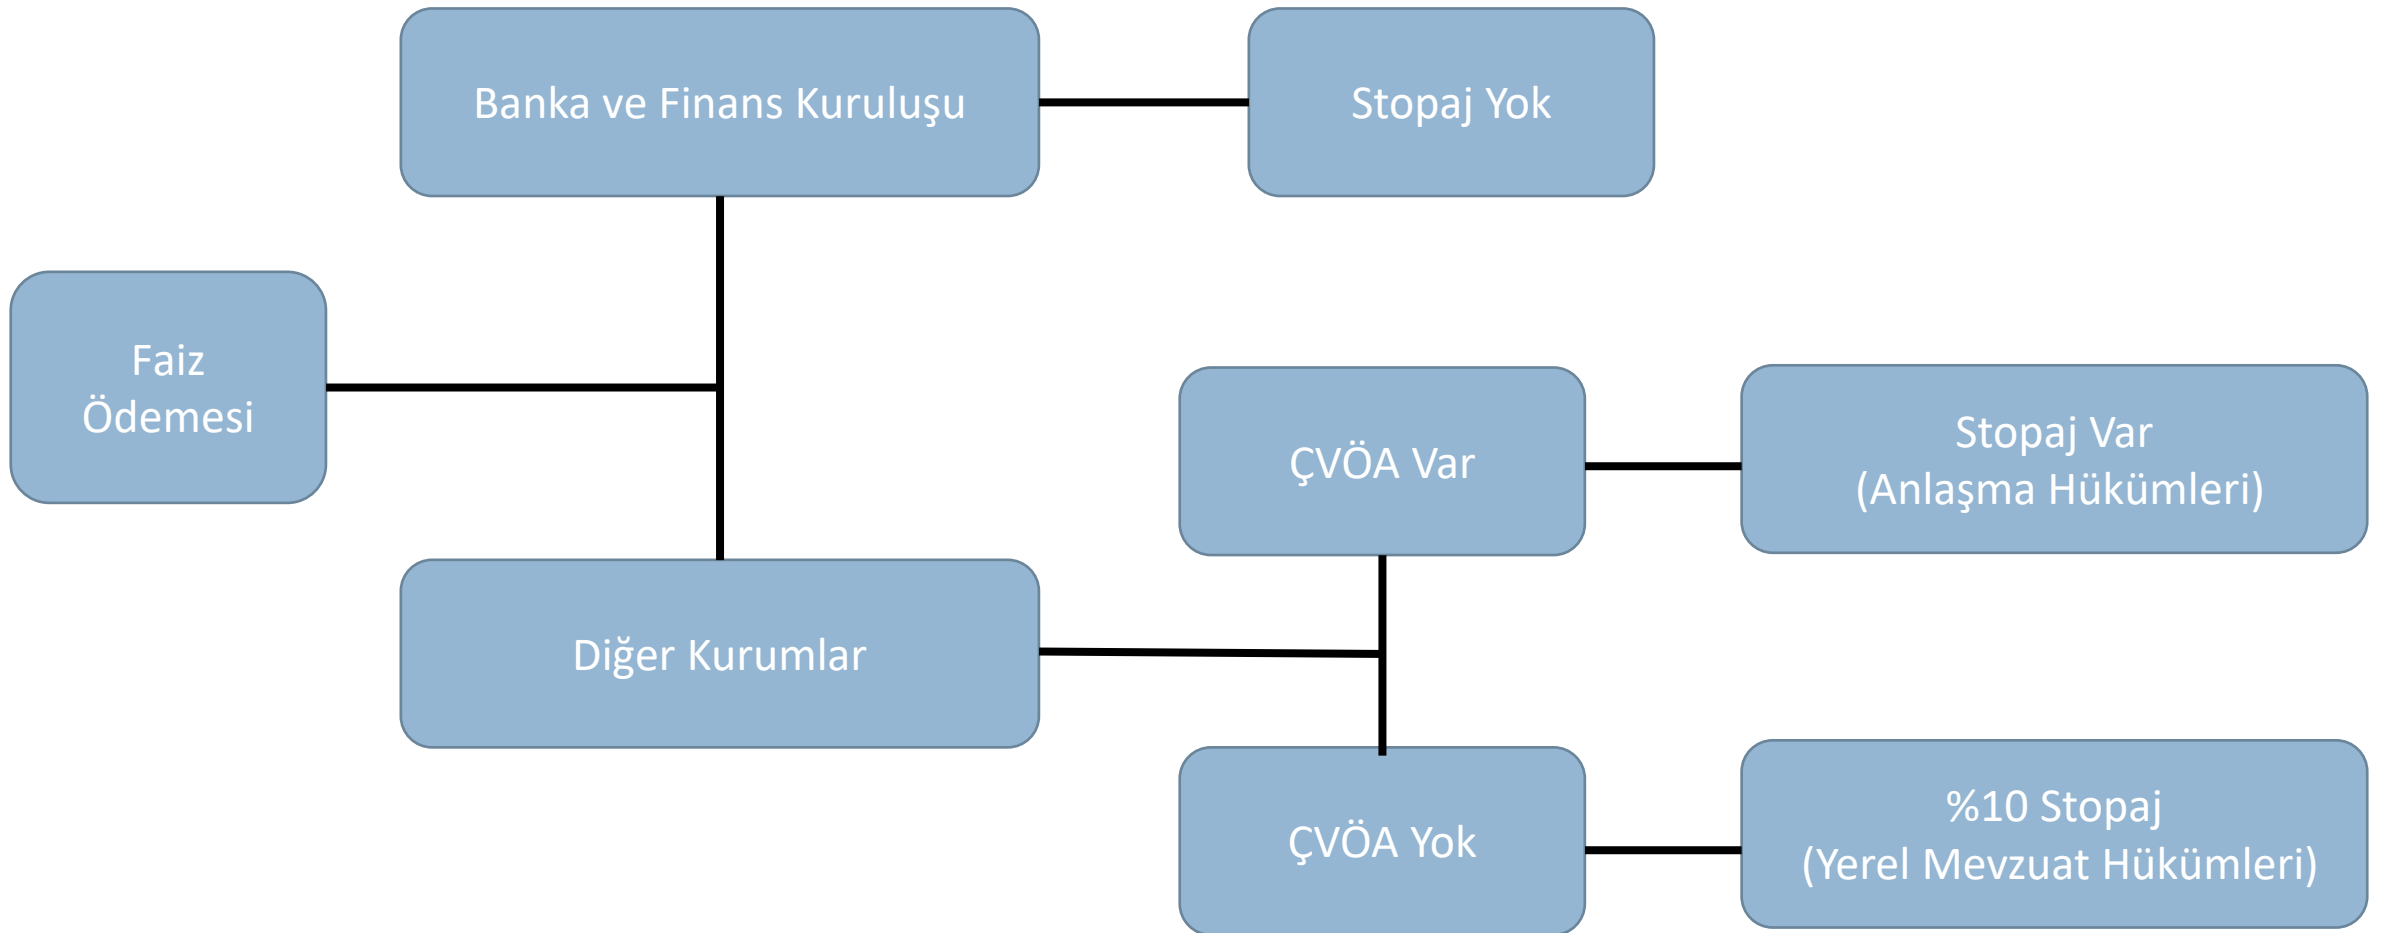 Banka ve Finans Kuruluşu
Stopaj Yok
Faiz
Ödemesi
ÇVÖA Var
Stopaj Var
(Anlaşma Hükümleri)
Diğer Kurumlar
ÇVÖA Yok
%10 Stopaj
(Yerel Mevzuat Hükümleri)